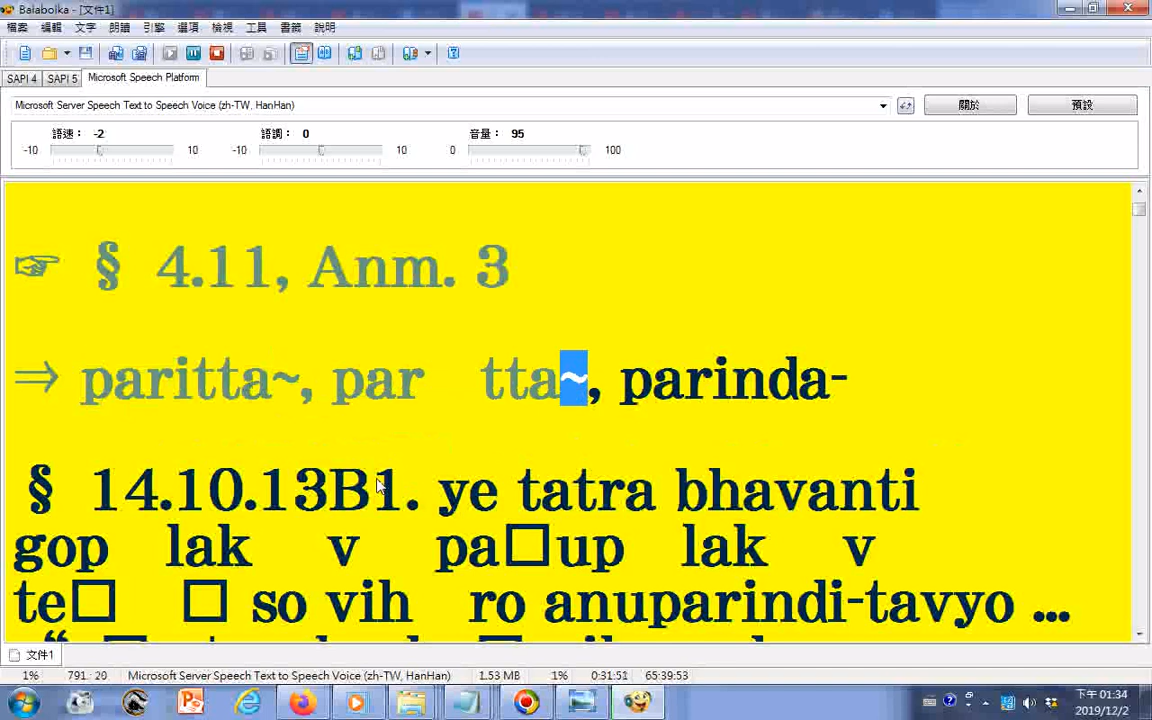 Balabolka - [文件1]
檔案 編輯 文字 朗讀 引擎 選項 檢視 工具 書籤 說明
SAPI 4 SAPI 5 Microsoft Speech Platform
Microsoft Server Speech Text to Speech Voice (zh-TW, HanHan) 關於 預設
語速： -2 語調： 0 音量： 95
-10 10 -10 10 0 100
☞ § 4.11, Anm. 3
⇒ paritta~, par tta~, parinda-
§ 14.10.13B1. ye tatra bhavanti
gop lak v pa□up lak v
te□ □ so vih ro anuparindi-tavyo ...
文件1
1% 791: 20 Microsoft Server Speech Text to Speech Voice (zh-TW, HanHan) 1.53 MB 1% 0:31:51 65:39:53
下午 01:34
2019/12/2